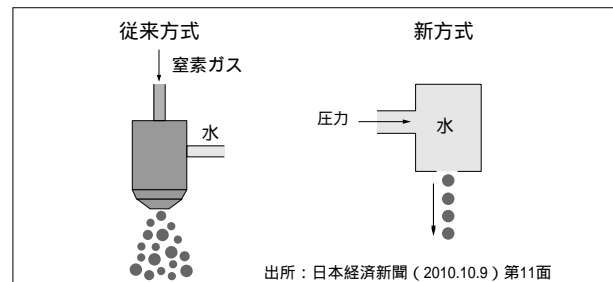 従来方式
新方式
窒素ガス
水
圧力
水
出所：日本経済新聞（2010.10.9）第11面